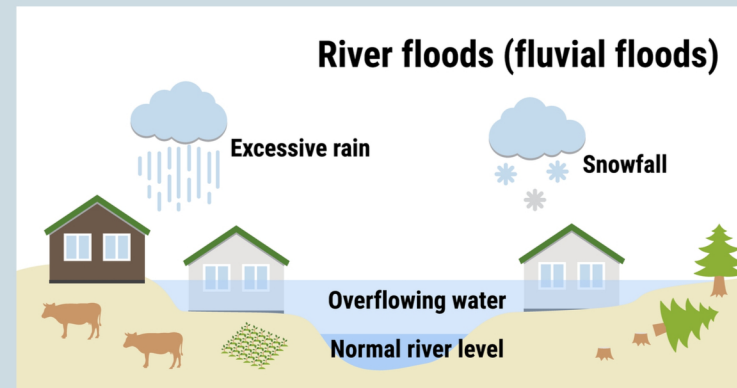 River floods (fluvial floods)
Excessive rain
Snowfall
Overflowing water
Normal river level